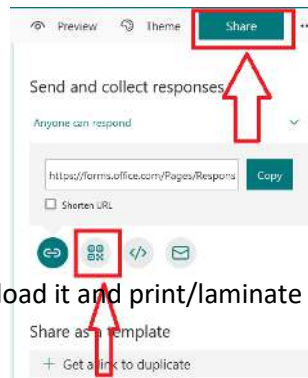 Preview Theme Share
Send and collect responses
Anyone can respond
https://forms.office.com/Pages/Respons Copy
Shorten URL
load it and print/laminate
Share as a template
+ Get a link to duplicate